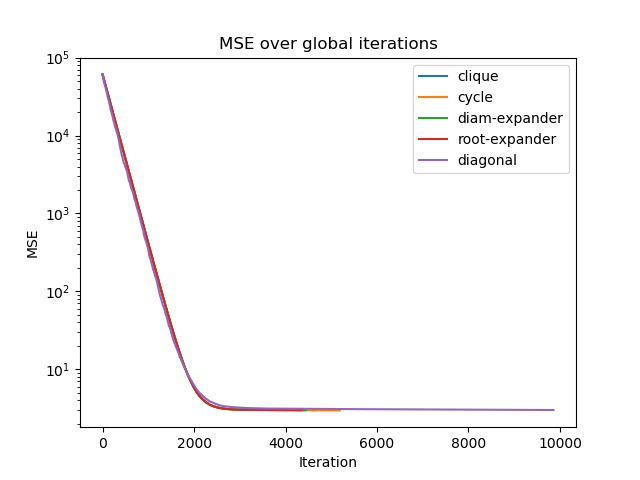 MSE over global iterations
10^5
10^4
10^3
10^2
10^1
MSE
clique
cycle
diam-expander
root-expander
diagonal
0 2000 4000 6000 8000 10000
Iteration